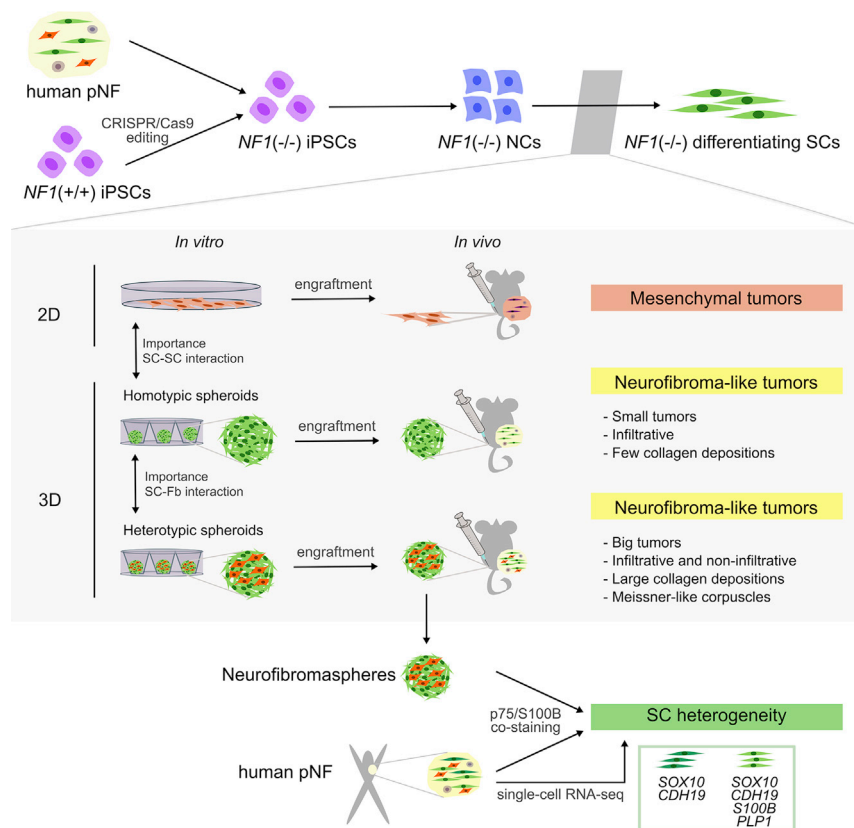 human pNF
CRISPR/Cas9
editing
NF1(+/+) iPSCs
NF1(-/-) iPSCs
NF1(-/-) NCs
NF1(-/-) differentiating SCs
In vitro
In vivo
2D
engraftment
Mesenchymal tumors
Importance
SC-SC interaction
3D
Homotypic spheroids
engraftment
Neurofibroma-like tumors
- Small tumors
- Infiltrative
- Few collagen depositions
Importance
SC-Fb interaction
Heterotypic spheroids
engraftment
Neurofibroma-like tumors
- Big tumors
- Infiltrative and non-infiltrative
- Large collagen depositions
- Meissner-like corpuscles
Neurofibromaspheres
p75/S100B
co-staining
SC heterogeneity
human pNF
single-cell RNA-seq
SOX10
CDH19
SOX10
CDH19
S100B
PLP1